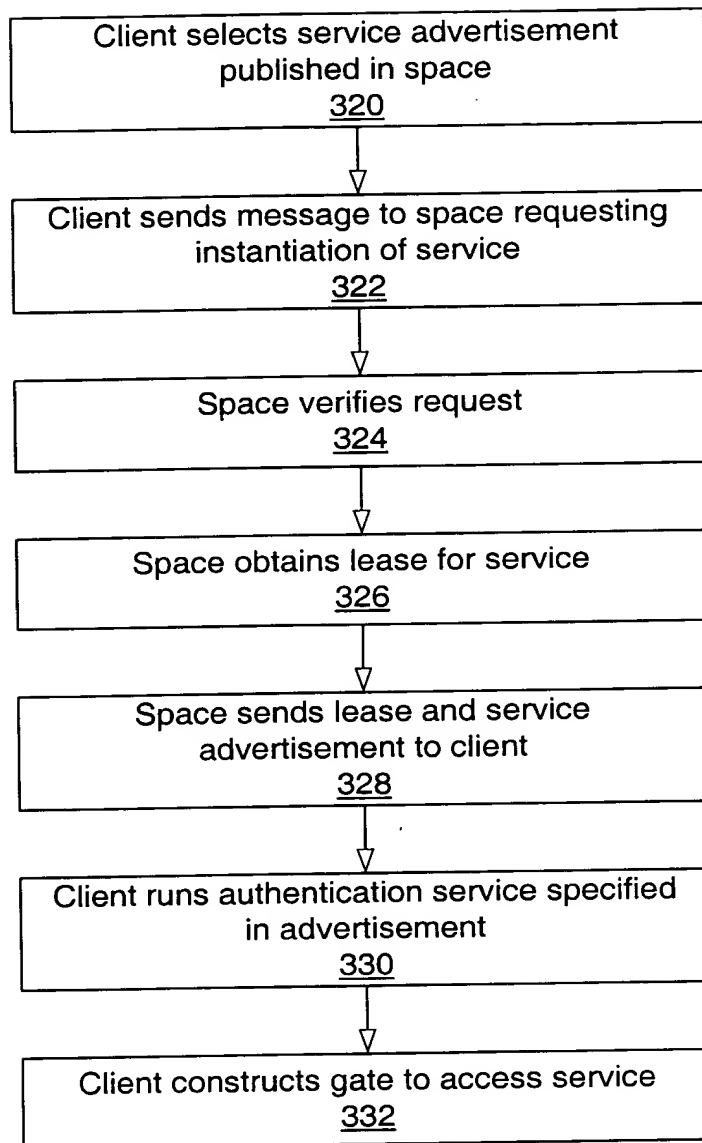 Client selects service advertisement
published in space
320
Client sends message to space requesting
instantiation of service
322
Space verifies request
324
Space obtains lease for service
326
Space sends lease and service
advertisement to client
328
Client runs authentication service specified
in advertisement
330
Client constructs gate to access service
332